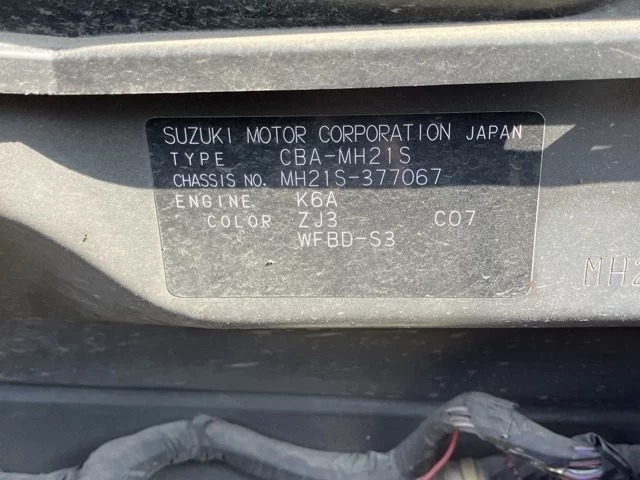 SUZUKI MOTOR CORPORATION JAPAN
TYPE CBA-MH21S
CHASSIS NO. MH21S-377067
ENGINE K6A
COLOR ZJ3 C07
WFBD-S3
MH2